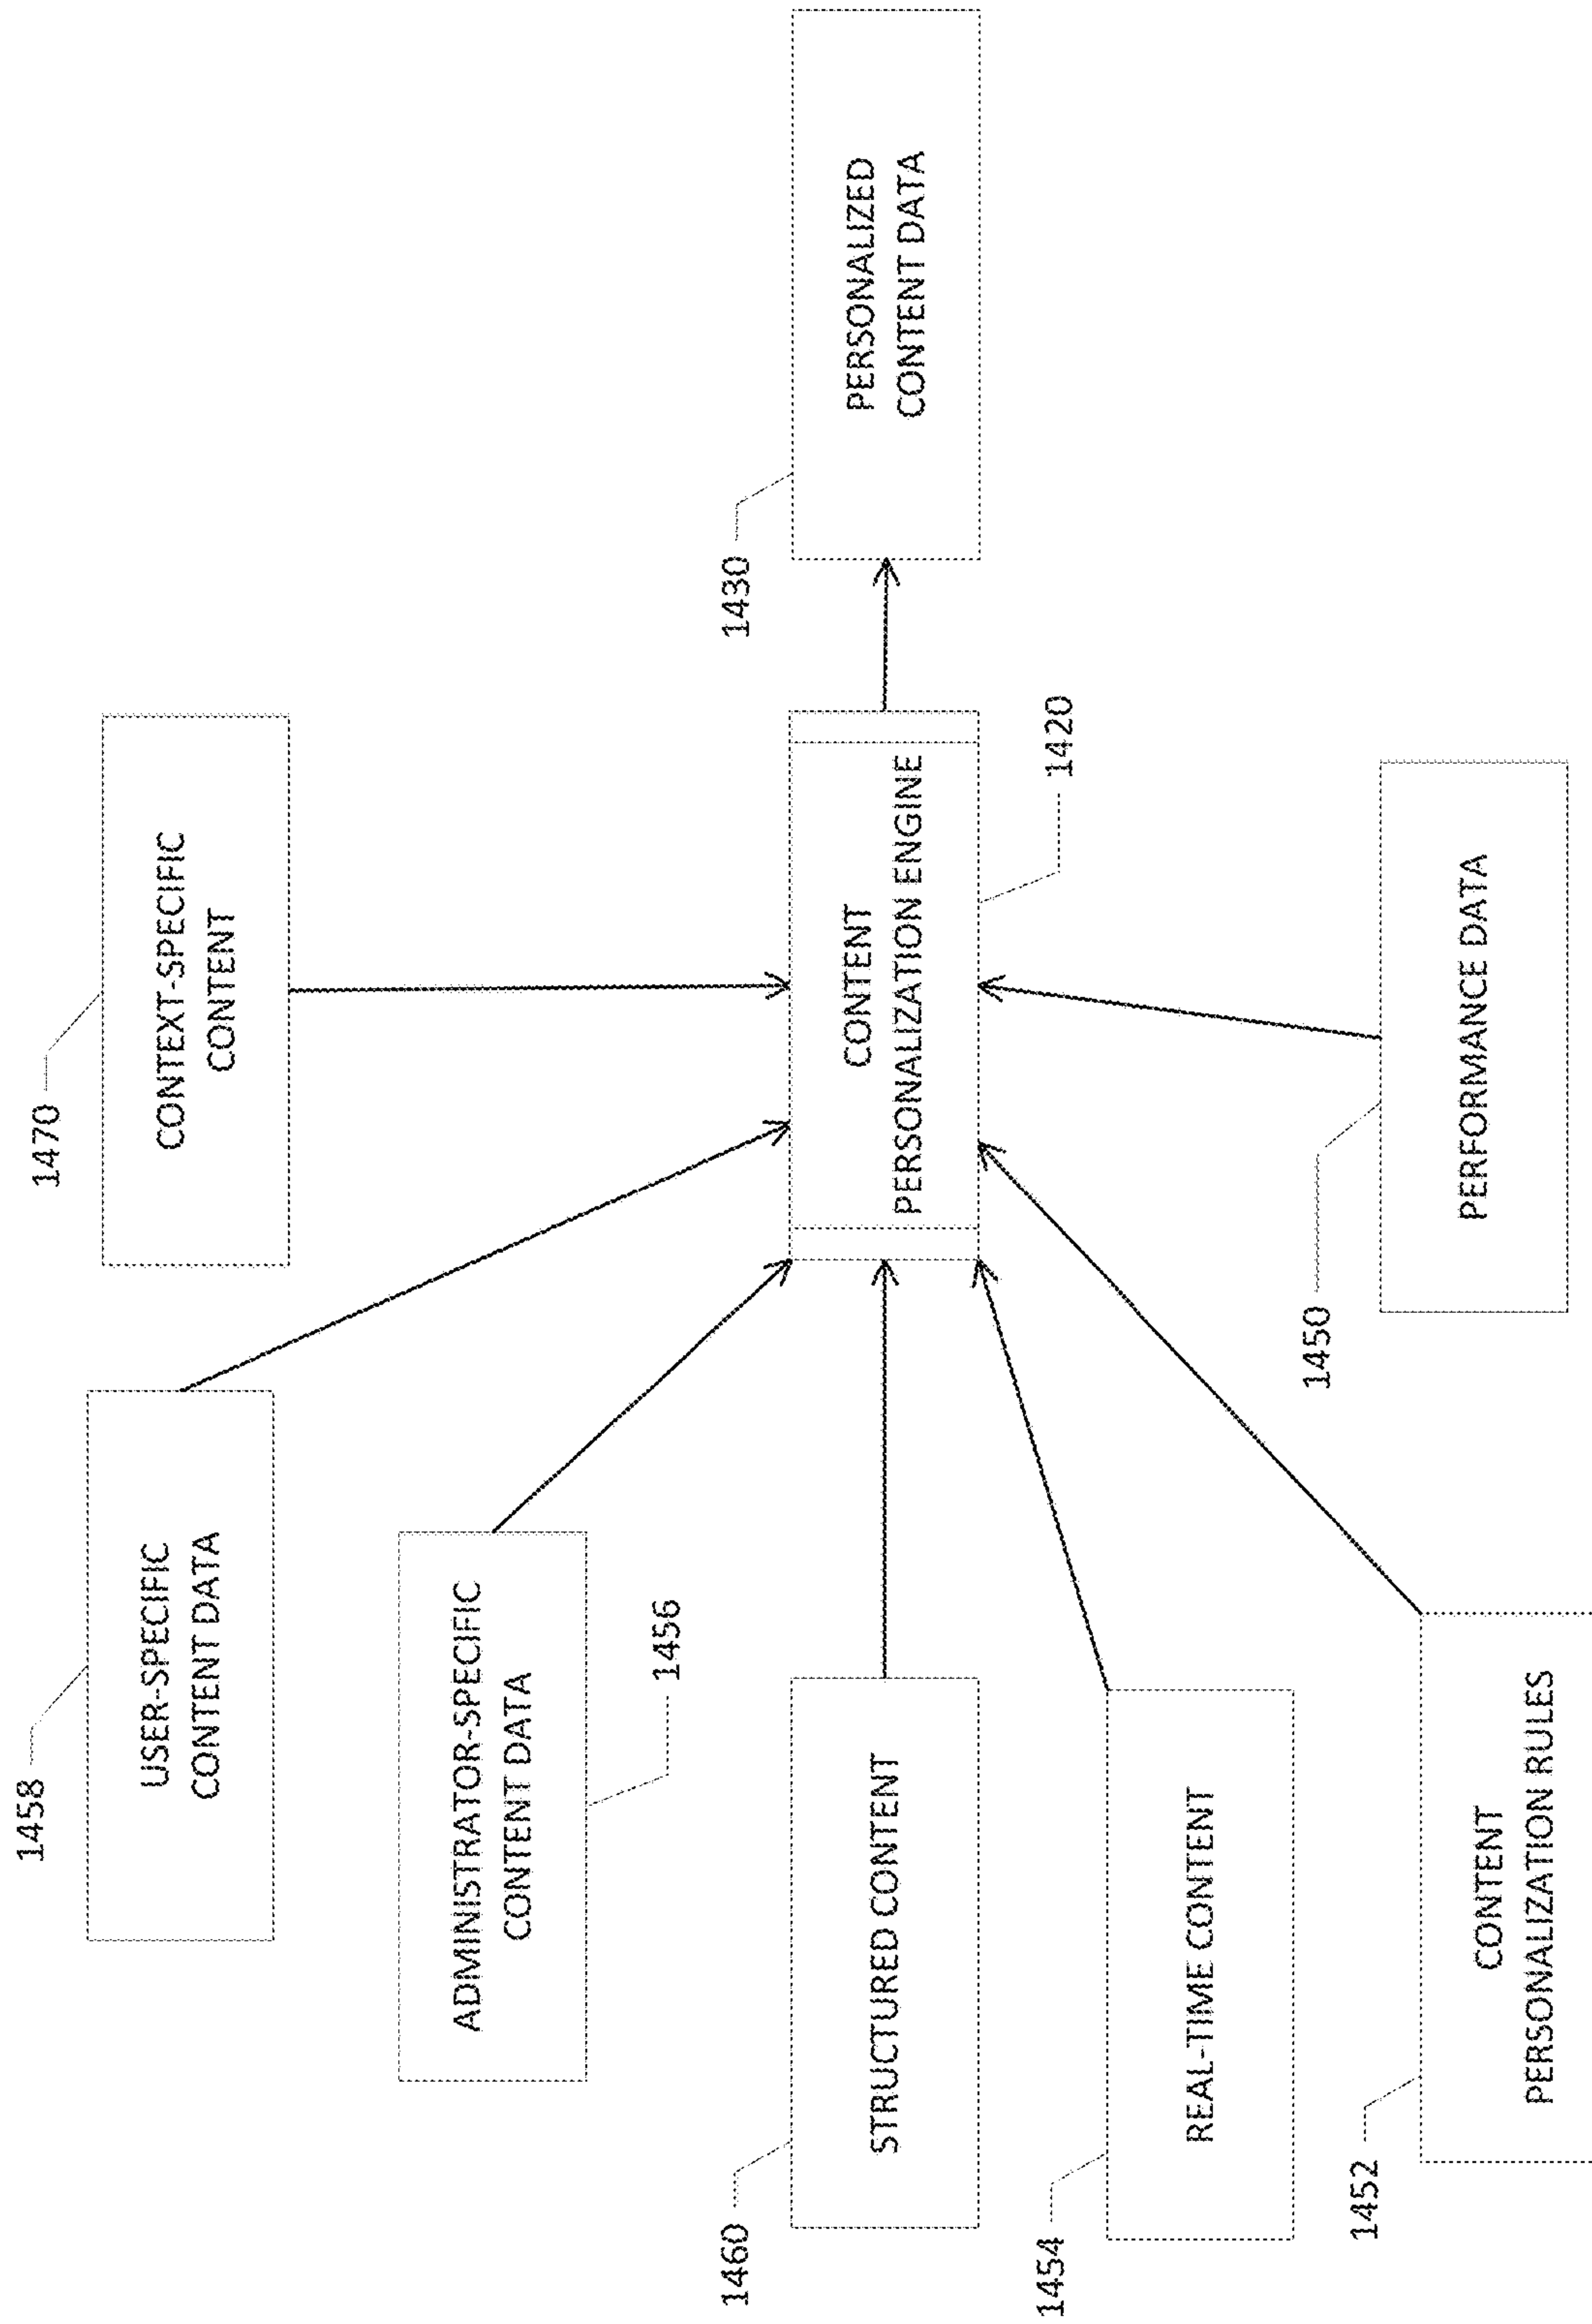 1458
USER-SPECIFIC
CONTENT DATA
1470
CONTEXT-SPECIFIC
CONTENT
ADMINISTRATOR-SPECIFIC
CONTENT DATA
1456
1460
STRUCTURED CONTENT
CONTENT
PERSONALIZATION ENGINE
1420
1430
PERSONALIZED
CONTENT DATA
1454
REAL-TIME CONTENT
1452
CONTENT
PERSONALIZATION RULES
1450
PERFORMANCE DATA